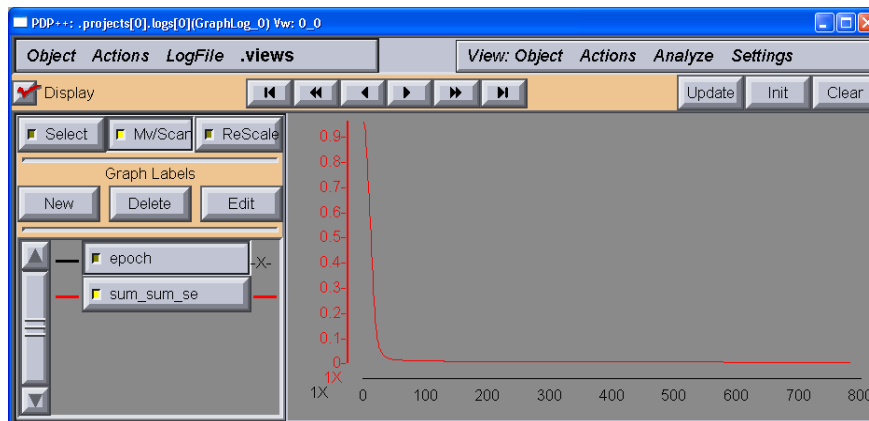 PDP++: .projects[0].logs[0](GraphLog_0) Vw: 0_0
Object Actions LogFile .views View: Object Actions Analyze Settings
Display Update Init Clear
Select Mv/Scan ReScale
Graph Labels
New Delete Edit
epoch -X-
sum_sum_se
0.9-
0.8-
0.7-
0.6-
0.5-
0.4-
0.3-
0.2-
0.1-
0-
1X
1X 0 100 200 300 400 500 600 700 800